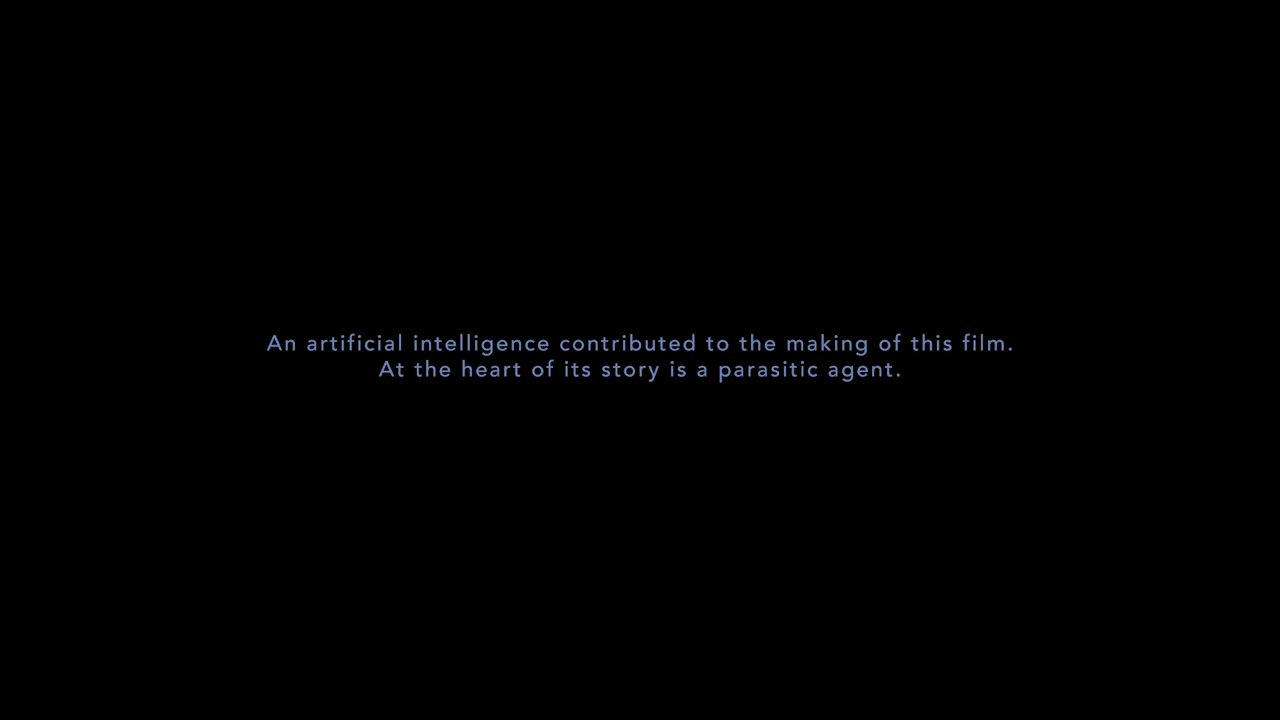 An artificial intelligence contributed to the making of this film.
At the heart of its story is a parasitic agent.